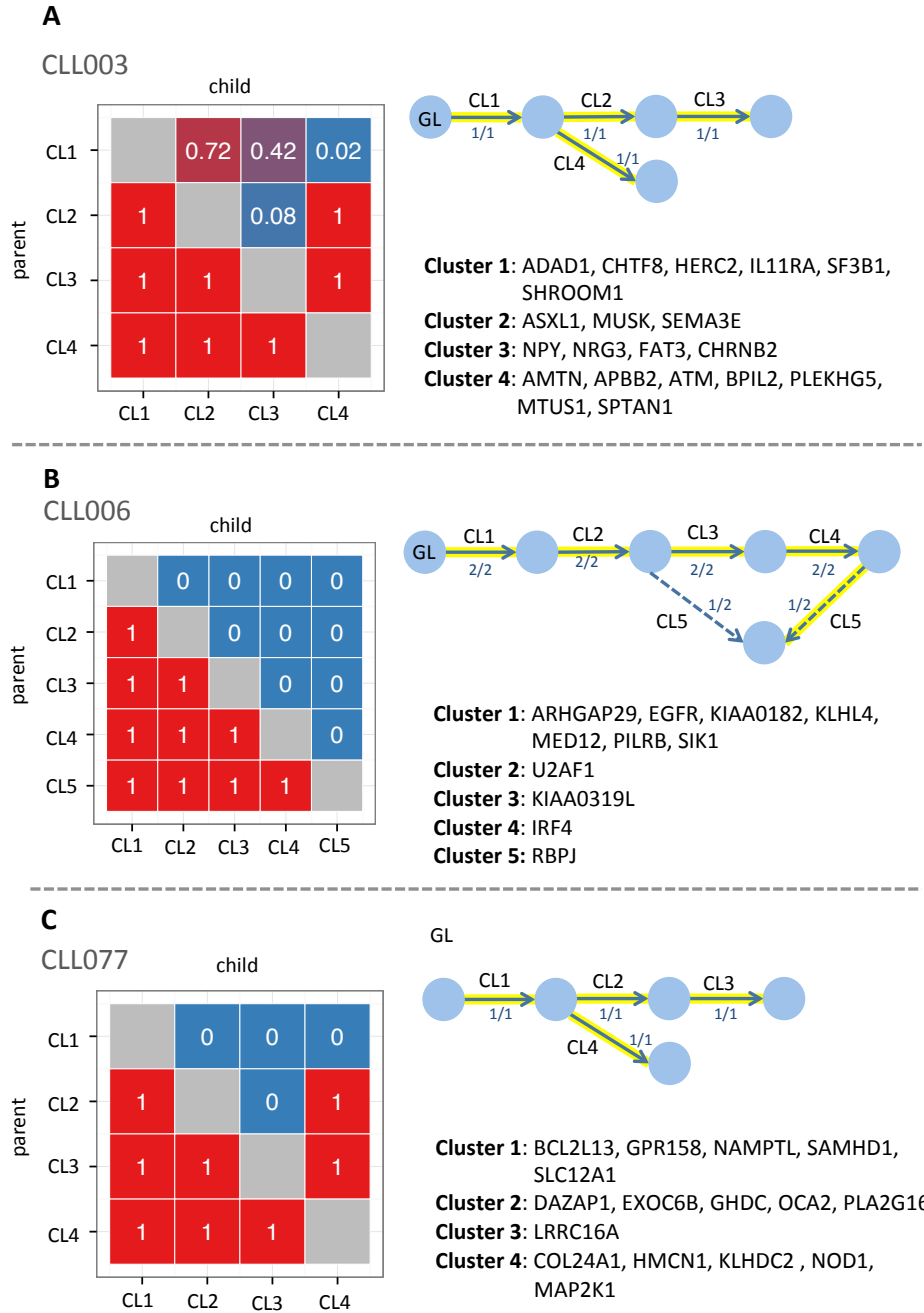 A
CLL003
child
parent
CL1 0.72 0.42 0.02
CL2 1 0.08 1
CL3 1 1 1
CL4 1 1 1
CL1 CL2 CL3 CL4
GL CL1 CL2 CL3
1/1 1/1 1/1
CL4 1/1
Cluster 1: ADAD1, CHTF8, HERC2, IL11RA, SF3B1,
SHROOM1
Cluster 2: ASXL1, MUSK, SEMA3E
Cluster 3: NPY, NRG3, FAT3, CHRNB2
Cluster 4: AMTN, APBB2, ATM, BPIL2, PLEKHG5,
MTUS1, SPTAN1
B
CLL006
child
parent
CL1 0 0 0 0
CL2 1 0 0 0
CL3 1 1 0 0
CL4 1 1 1 0
CL5 1 1 1 1
CL1 CL2 CL3 CL4 CL5
GL CL1 CL2 CL3 CL4
2/2 2/2 2/2 2/2
CL5 1/2 1/2 CL5
Cluster 1: ARHGAP29, EGFR, KIAA0182, KLHL4,
MED12, PILRB, SIK1
Cluster 2: U2AF1
Cluster 3: KIAA0319L
Cluster 4: IRF4
Cluster 5: RBPJ
C
CLL077
child
parent
CL1 0 0 0
CL2 1 0 1
CL3 1 1 1
CL4 1 1 1
CL1 CL2 CL3 CL4
GL
CL1 CL2 CL3
1/1 1/1 1/1
CL4 1/1
Cluster 1: BCL2L13, GPR158, NAMPTL, SAMHD1,
SLC12A1
Cluster 2: DAZAP1, EXOC6B, GHDC, OCA2, PLA2G16
Cluster 3: LRRC16A
Cluster 4: COL24A1, HMCN1, KLHDC2 , NOD1,
MAP2K1